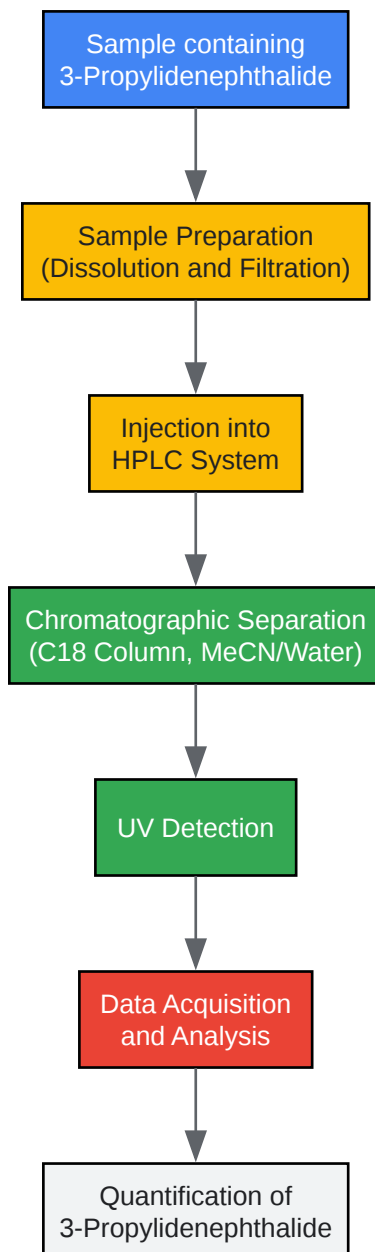 Sample containing
3-Propylidenephthalide
Sample Preparation
(Dissolution and Filtration)
Injection into
HPLC System
Chromatographic Separation
(C18 Column, MeCN/Water)
UV Detection
Data Acquisition
and Analysis
Quantification of
3-Propylidenephthalide